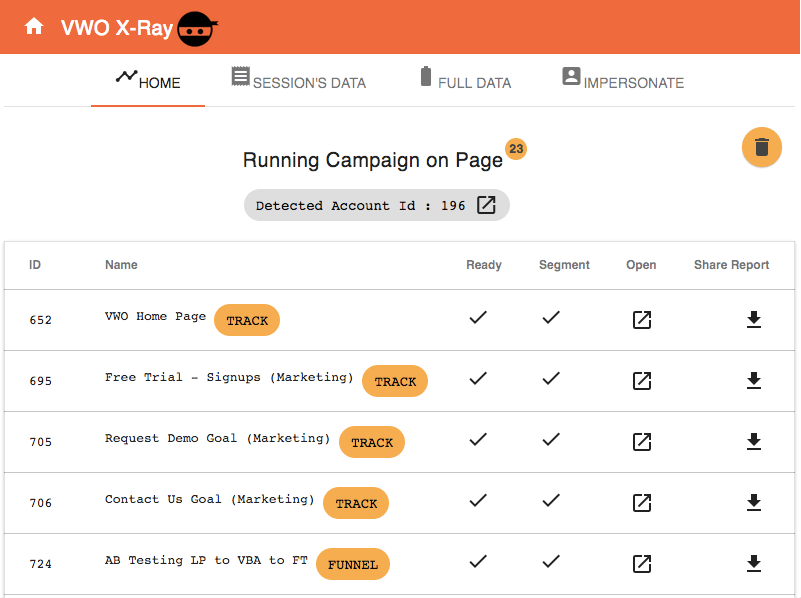 VWO X-Ray
HOME SESSION'S DATA FULL DATA IMPERSONATE
Running Campaign on Page 23
Detected Account Id : 196
ID Name Ready Segment Open Share Report
652 VWO Home Page TRACK
695 Free Trial - Signups (Marketing) TRACK
705 Request Demo Goal (Marketing) TRACK
706 Contact Us Goal (Marketing) TRACK
724 AB Testing LP to VBA to FT FUNNEL